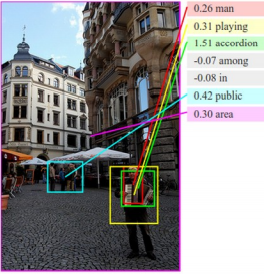 0.26 man
0.31 playing
1.51 accordion
-0.07 among
-0.08 in
0.42 public
0.30 area